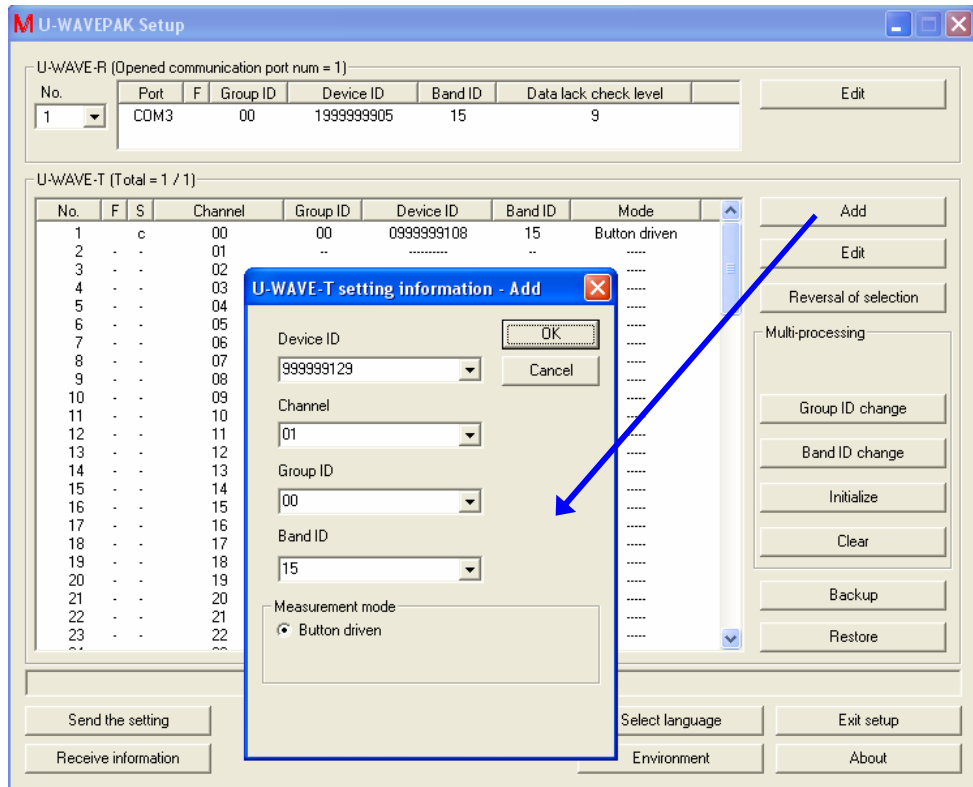 M U-WAVEPAK Setup
U-WAVE-R (Opened communication port num = 1)
No. Port F Group ID Device ID Band ID Data lack check level
1 COM3 00 1999999905 15 9
Edit
U-WAVE-T (Total = 1 / 1)
No. F S Channel Group ID Device ID Band ID Mode
1 c 00 00 0999999108 15 Button driven
2 - - 01 -- ---------- -- -----
3 - - 02 -----
4 - - 03 -----
5 - - 04 -----
6 - - 05 -----
7 - - 06 -----
8 - - 07 -----
9 - - 08 -----
10 - - 09 -----
11 - - 10 -----
12 - - 11 -----
13 - - 12 -----
14 - - 13 -----
15 - - 14 -----
16 - - 15 -----
17 - - 16 -----
18 - - 17 -----
19 - - 18 -----
20 - - 19 -----
21 - - 20 -----
22 - - 21 -----
23 - - 22 -----
U-WAVE-T setting information - Add
Device ID
999999129
Channel
01
Group ID
00
Band ID
15
Measurement mode
Button driven
OK
Cancel
Add
Edit
Reversal of selection
Multi-processing
Group ID change
Band ID change
Initialize
Clear
Backup
Restore
Send the setting
Select language
Exit setup
Receive information
Environment
About